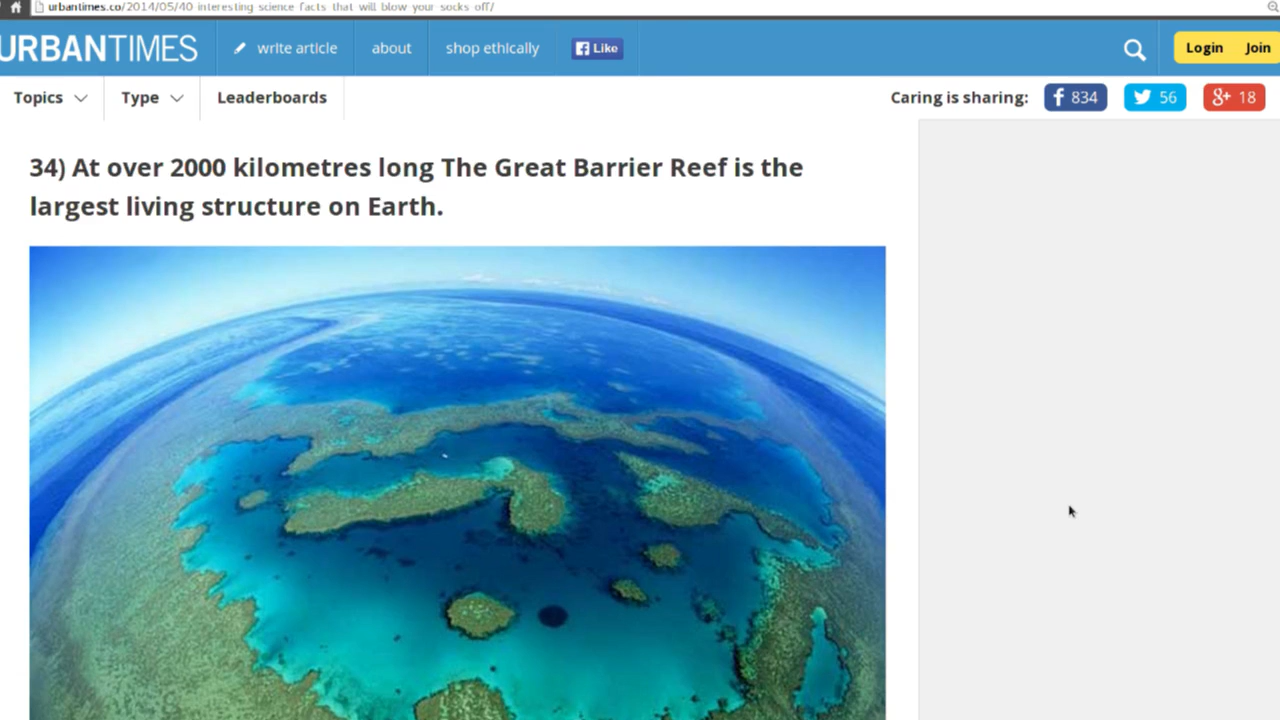 urbantimes.co/2014/05/40 interesting science facts that will blow your socks off/
URBANTIMES write article about shop ethically Like Login Join
Topics Type Leaderboards Caring is sharing: 834 56 18
34) At over 2000 kilometres long The Great Barrier Reef is the
largest living structure on Earth.